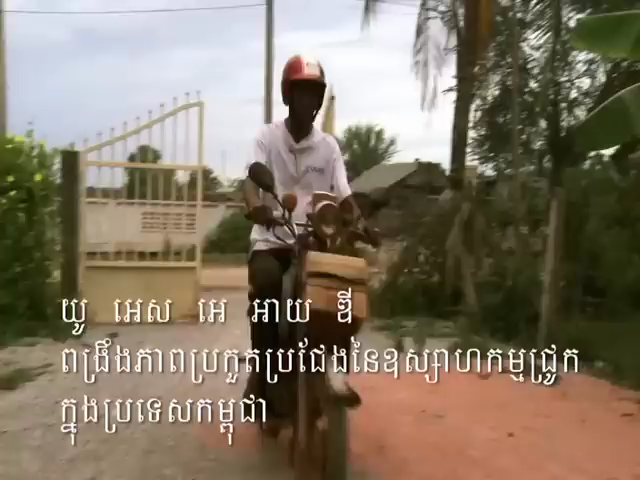 យូ អេស អេ អាយ ឌី
ពង្រឹងភាពប្រកួតប្រជែងនៃឧស្សាហកម្មជ្រូក
ក្នុងប្រទេសកម្ពុជា